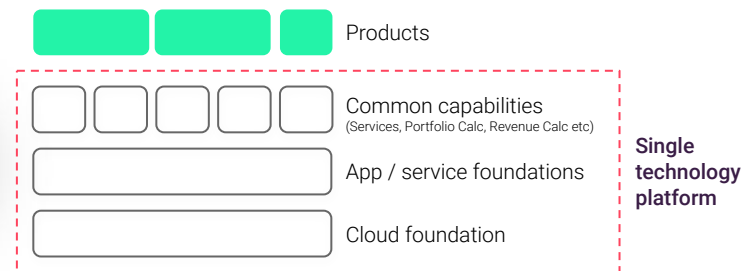 Products
Common capabilities
(Services, Portfolio Calc, Revenue Calc etc)
Single
technology
platform
App / service foundations
Cloud foundation